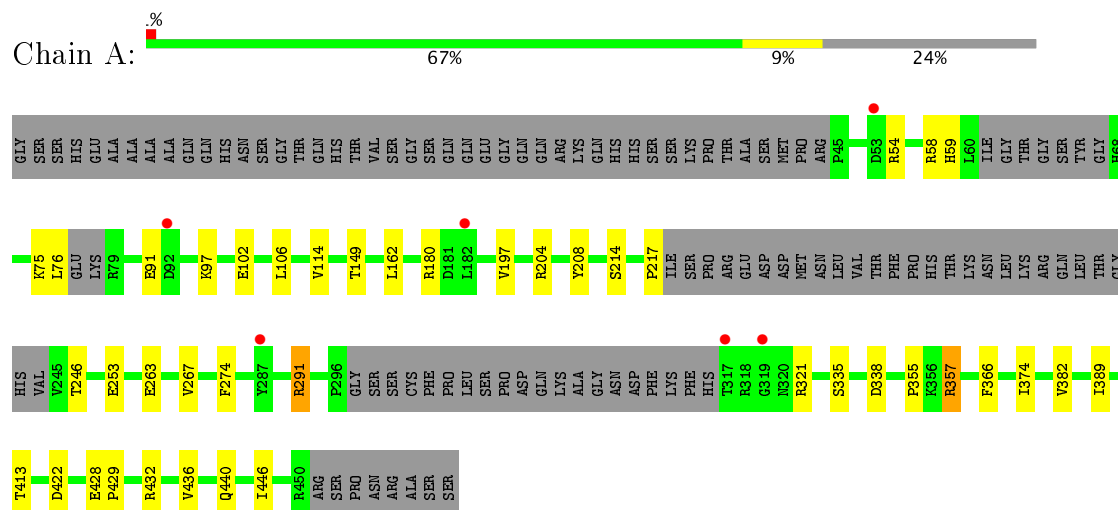 .%
Chain A:
67% 9% 24%
GLY SER SER HIS GLU ALA ALA ALA ALA GLN GLN HIS ASN SER GLY THR GLN HIS THR VAL SER GLY SER GLN GLN GLU GLY GLN GLN ARG LYS GLN HIS HIS SER SER LYS PRO THR ALA SER MET PRO ARG P45 D53 R54 R58 H59 L60 ILE GLY THR GLY SER TYR GLY H68
K75 L76 GLU LYS R79 E91 D92 K97 E102 L106 V114 T149 L162 R180 D181 L182 V197 R204 Y208 S214 P217 ILE SER PRO ARG GLU ASP ASP MET ASN LEU VAL THR PHE PRO HIS THR LYS ASN LEU LYS ARG GLN LEU THR GLY
HIS VAL V245 T246 E253 E263 V267 F274 Y287 R291 P296 GLY SER SER CYS PHE PRO LEU SER PRO ASP GLN LYS ALA GLY ASN ASP PHE LYS PHE HIS T317 R318 G319 N320 R321 S335 D338 P355 K356 R357 F366 I374 V382 I389
T413 D422 E428 P429 R432 V436 Q440 I446 R450 ARG SER PRO ASN ARG ALA SER SER